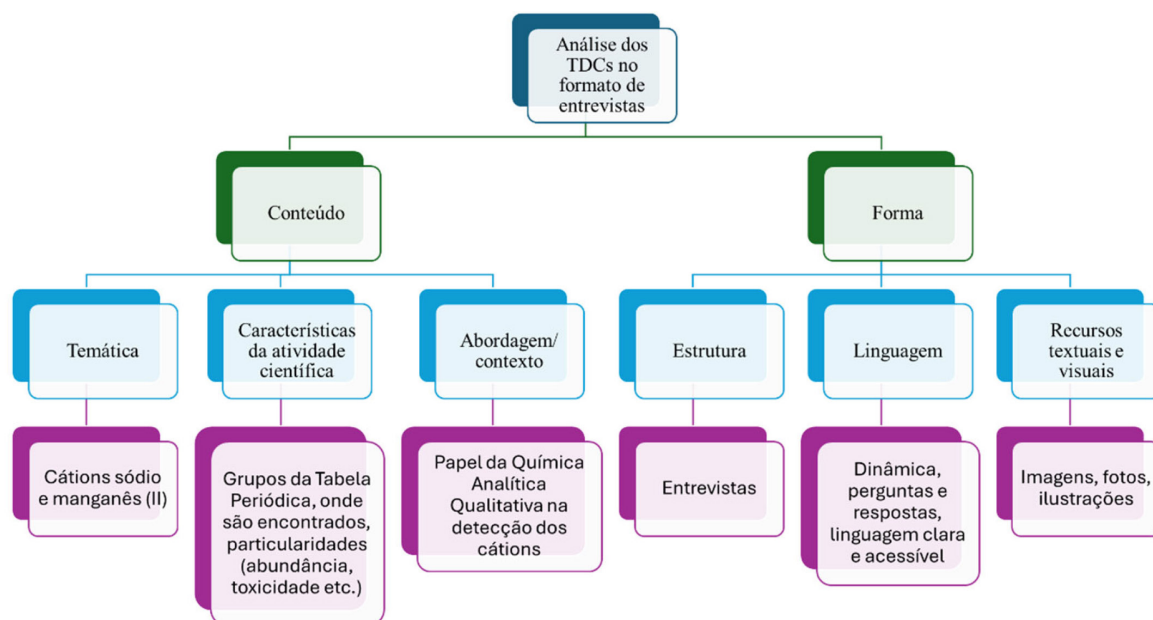 Análise dos
TDCs no
formato de
entrevistas
Conteúdo
Forma
Temática
Características
da atividade
científica
Abordagem/
contexto
Estrutura
Linguagem
Recursos
textuais e
visuais
Cátions sódio
e manganês (II)
Grupos da Tabela
Periódica, onde
são encontrados,
particularidades
(abundância,
toxicidade etc.)
Papel da Química
Analítica
Qualitativa na
detecção dos
cátions
Entrevistas
Dinâmica,
perguntas e
respostas,
linguagem clara
e acessível
Imagens, fotos,
ilustrações